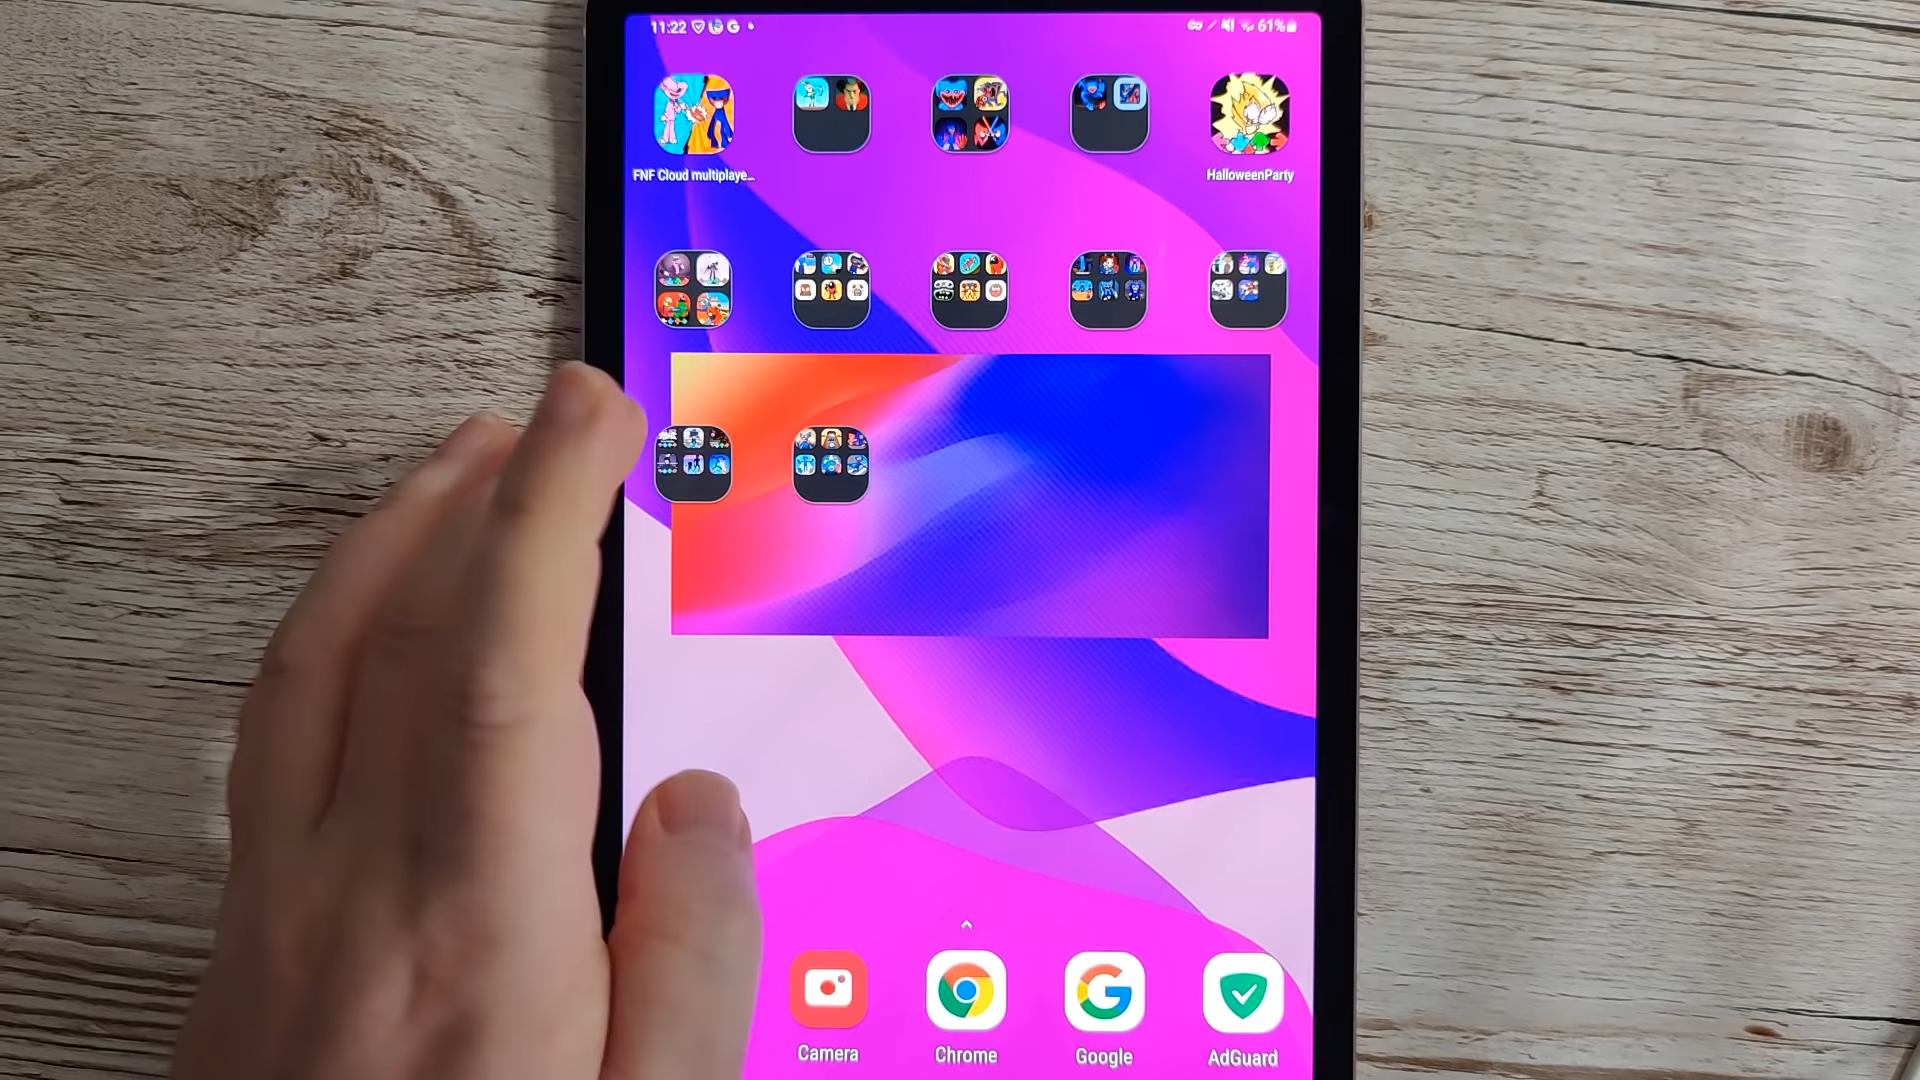 11:22
61%
FNF Cloud multiplaye...
HalloweenParty
Camera
Chrome
Google
AdGuard